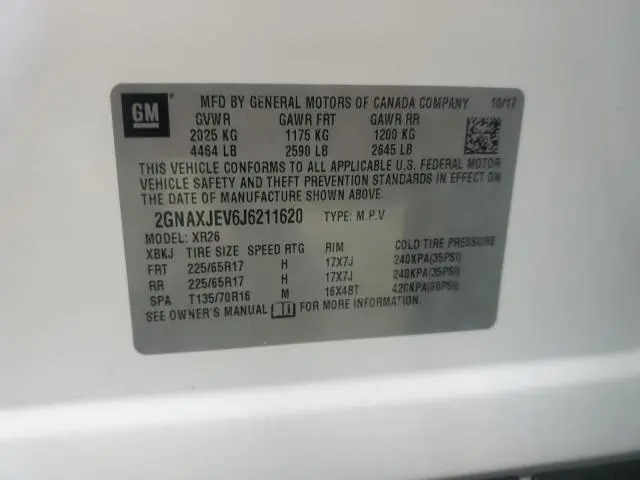 GM ® MFD BY GENERAL MOTORS OF CANADA COMPANY 10/17
GVWR GAWR FRT GAWR RR
2025 KG 1175 KG 1200 KG
4464 LB 2590 LB 2645 LB
THIS VEHICLE CONFORMS TO ALL APPLICABLE U.S. FEDERAL MOTOR
VEHICLE SAFETY AND THEFT PREVENTION STANDARDS IN EFFECT ON
THE DATE OF MANUFACTURE SHOWN ABOVE.
2GNAXJEV6J6211620 TYPE: M.P.V
MODEL: XR26
XBKJ TIRE SIZE SPEED RTG RIM COLD TIRE PRESSURE
FRT 225/65R17 H 17X7J 240KPA(35PSI)
RR 225/65R17 H 17X7J 240KPA(35PSI)
SPA T135/70R16 M 16X4BT 420KPA(60PSI)
SEE OWNER'S MANUAL FOR MORE INFORMATION.